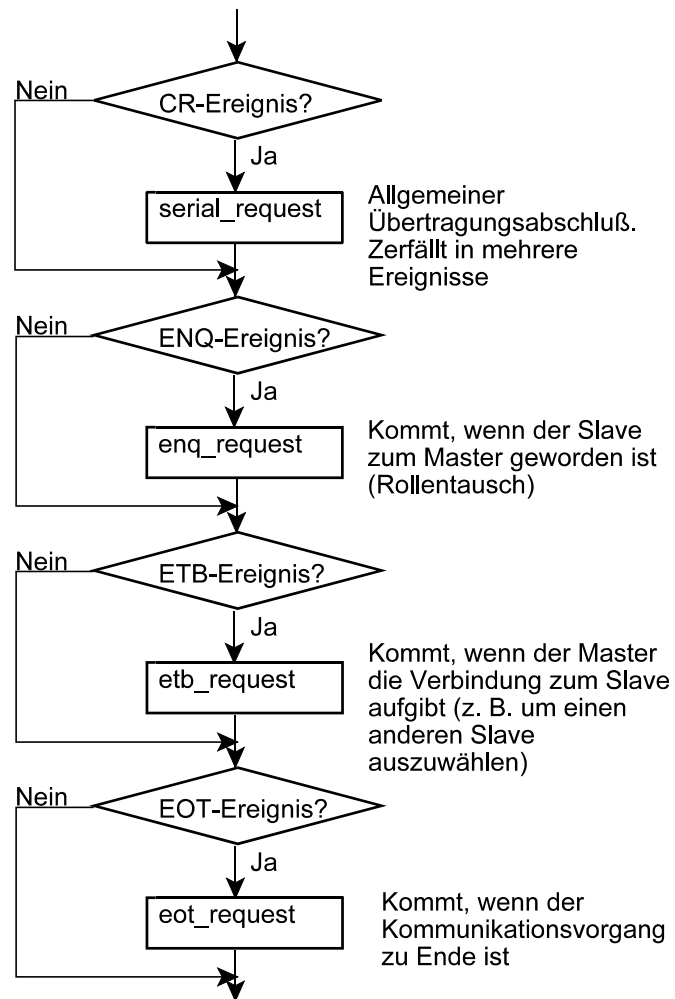 Nein
CR-Ereignis?
Ja
serial_request
Allgemeiner
Übertragungsabschluß.
Zerfällt in mehrere
Ereignisse
Nein
ENQ-Ereignis?
Ja
enq_request
Kommt, wenn der Slave
zum Master geworden ist
(Rollentausch)
Nein
ETB-Ereignis?
Ja
etb_request
Kommt, wenn der Master
die Verbindung zum Slave
aufgibt (z. B. um einen
anderen Slave
auszuwählen)
Nein
EOT-Ereignis?
Ja
eot_request
Kommt, wenn der
Kommunikationsvorgang
zu Ende ist